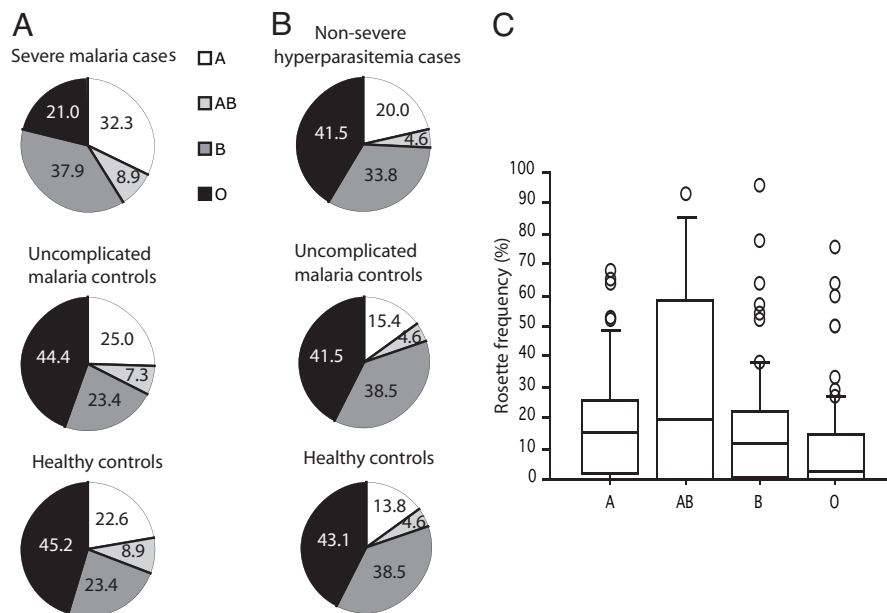 A
Severe malaria cases
21.0
32.3
37.9
8.9
A
AB
B
O
Uncomplicated
malaria controls
44.4
25.0
7.3
23.4
Healthy controls
45.2
22.6
8.9
23.4
B
Non-severe
hyperparasitemia cases
41.5
20.0
4.6
33.8
Uncomplicated
malaria controls
41.5
15.4
4.6
38.5
Healthy controls
43.1
13.8
4.6
38.5
C
Rosette frequency (%)
100
90
80
70
60
50
40
30
20
10
0
A
AB
B
O